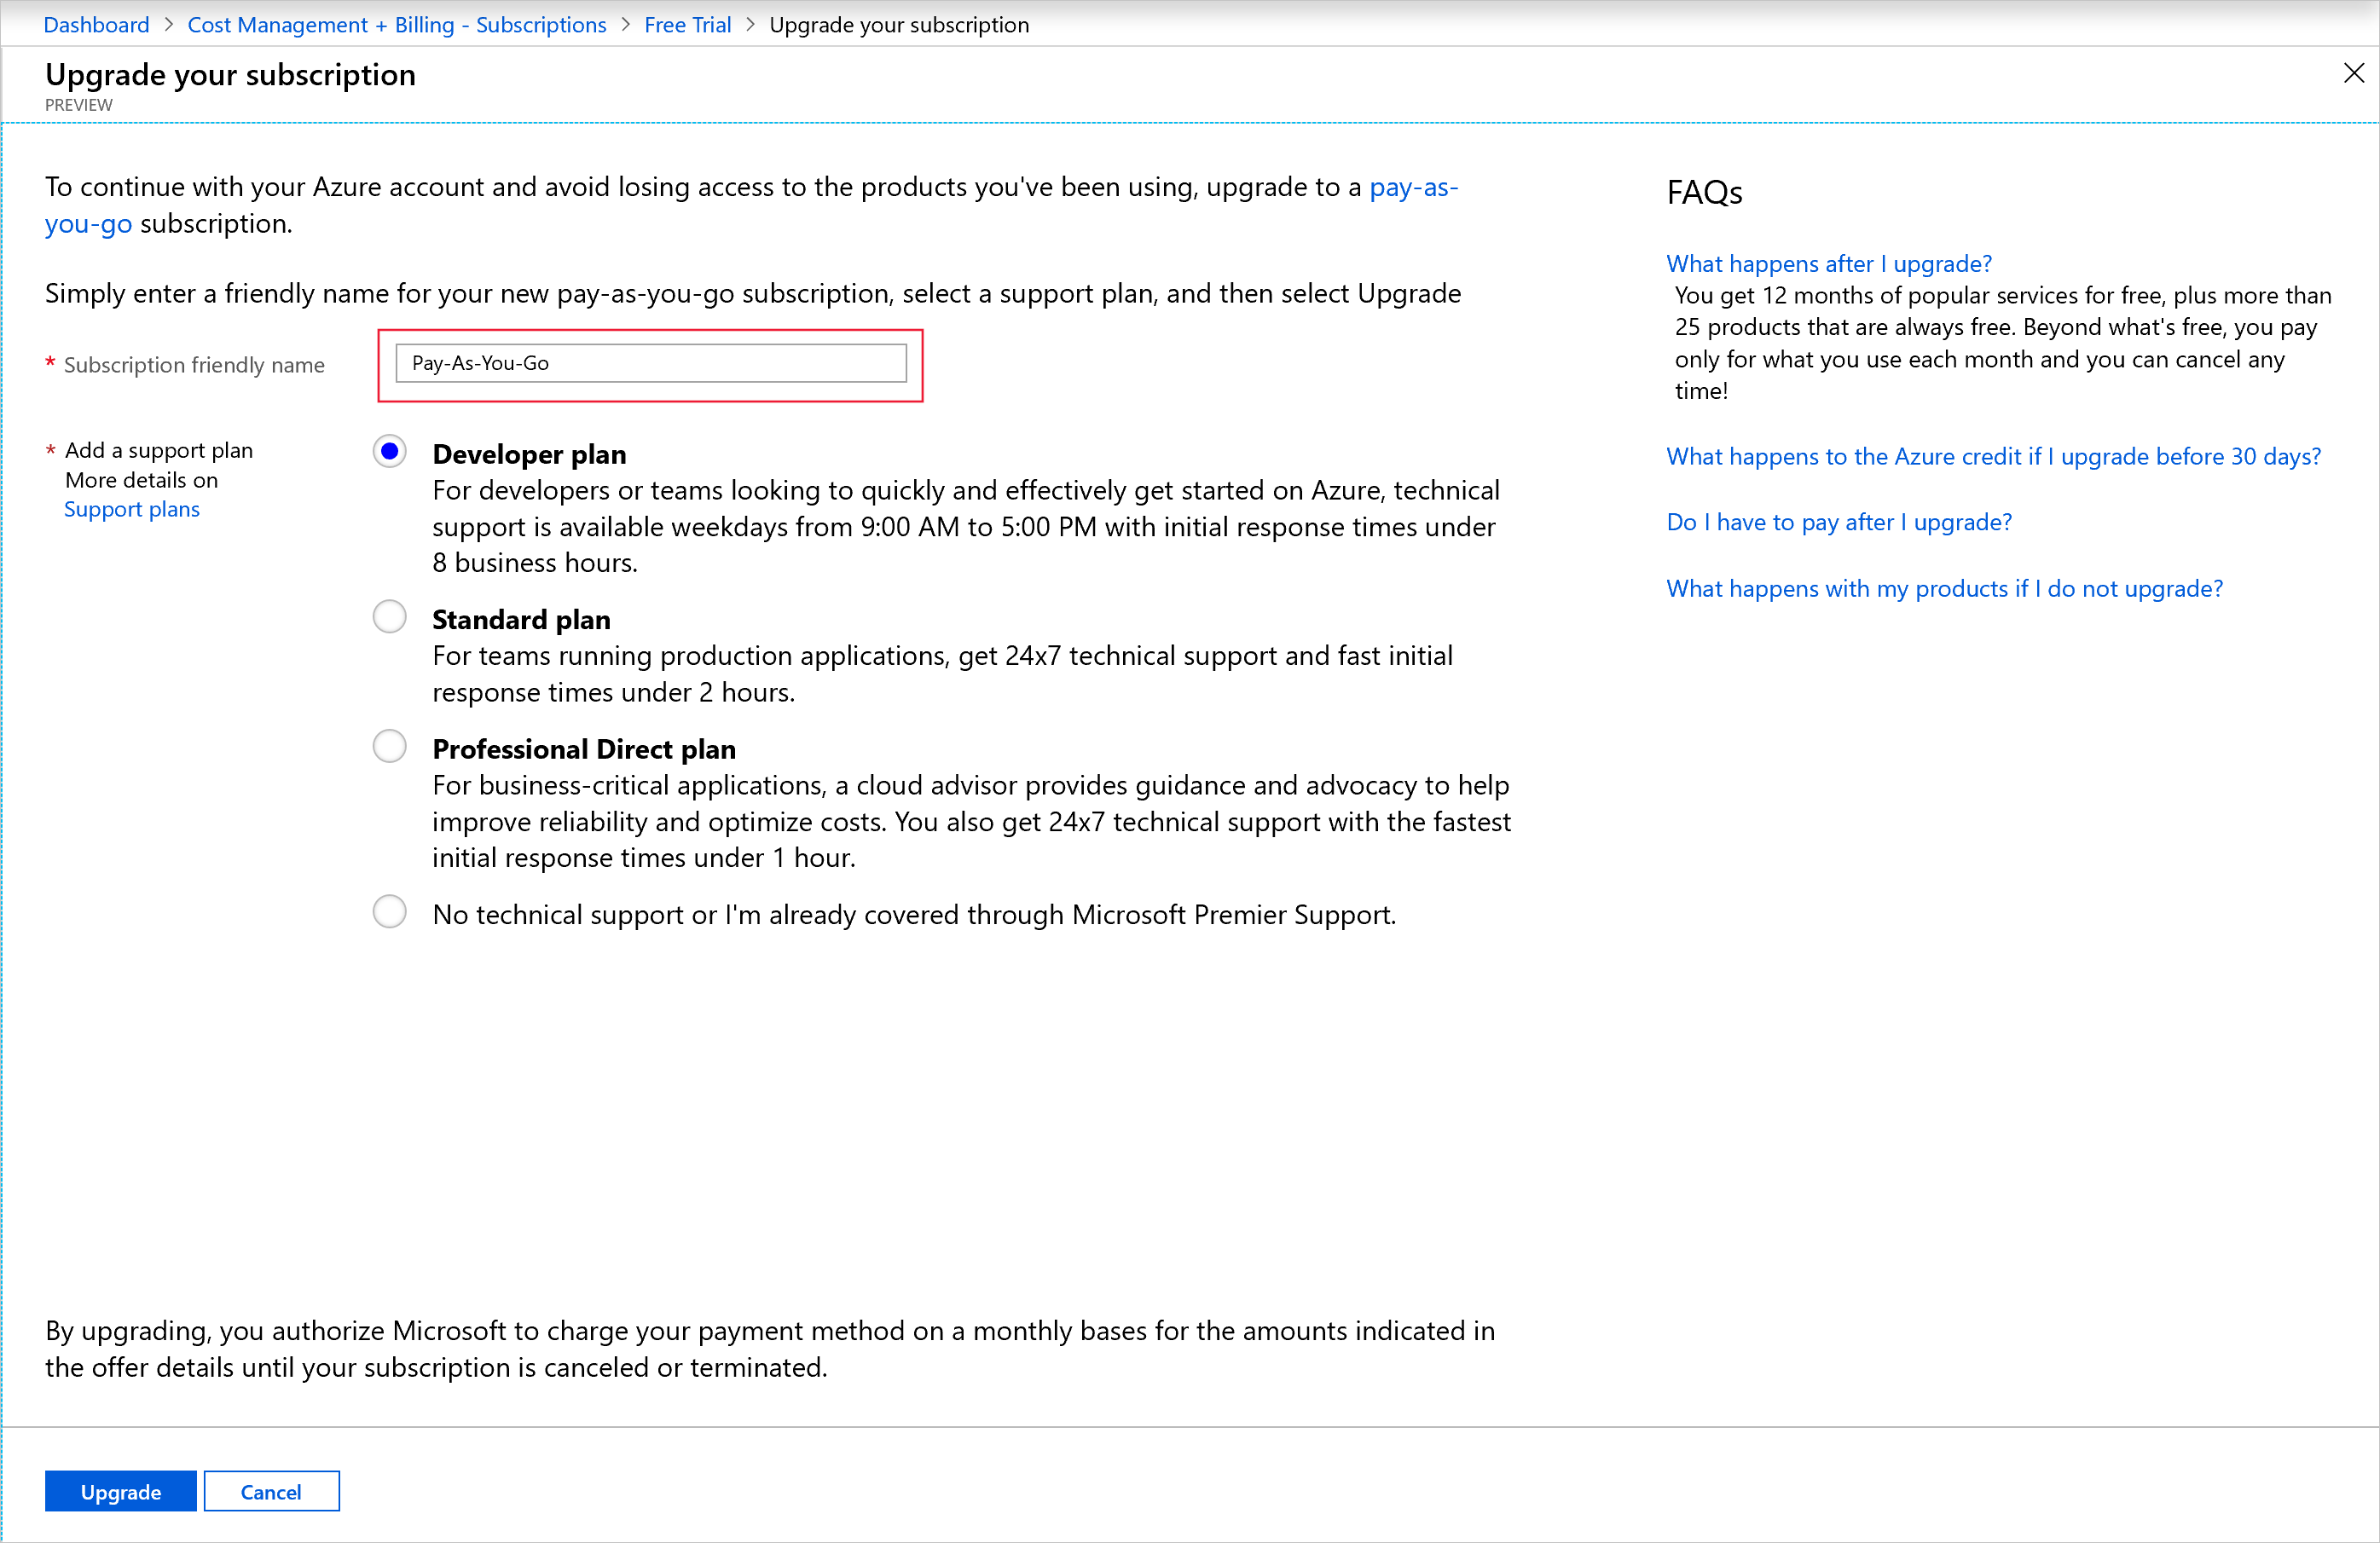 Dashboard > Cost Management + Billing - Subscriptions > Free Trial > Upgrade your subscription
Upgrade your subscription
PREVIEW
To continue with your Azure account and avoid losing access to the products you've been using, upgrade to a pay-as-
you-go subscription.
Simply enter a friendly name for your new pay-as-you-go subscription, select a support plan, and then select Upgrade
* Subscription friendly name
Pay-As-You-Go
* Add a support plan
More details on
Support plans
Developer plan
For developers or teams looking to quickly and effectively get started on Azure, technical
support is available weekdays from 9:00 AM to 5:00 PM with initial response times under
8 business hours.
Standard plan
For teams running production applications, get 24x7 technical support and fast initial
response times under 2 hours.
Professional Direct plan
For business-critical applications, a cloud advisor provides guidance and advocacy to help
improve reliability and optimize costs. You also get 24x7 technical support with the fastest
initial response times under 1 hour.
No technical support or I'm already covered through Microsoft Premier Support.
By upgrading, you authorize Microsoft to charge your payment method on a monthly bases for the amounts indicated in
the offer details until your subscription is canceled or terminated.
FAQs
What happens after I upgrade?
You get 12 months of popular services for free, plus more than
25 products that are always free. Beyond what's free, you pay
only for what you use each month and you can cancel any
time!
What happens to the Azure credit if I upgrade before 30 days?
Do I have to pay after I upgrade?
What happens with my products if I do not upgrade?
Upgrade
Cancel